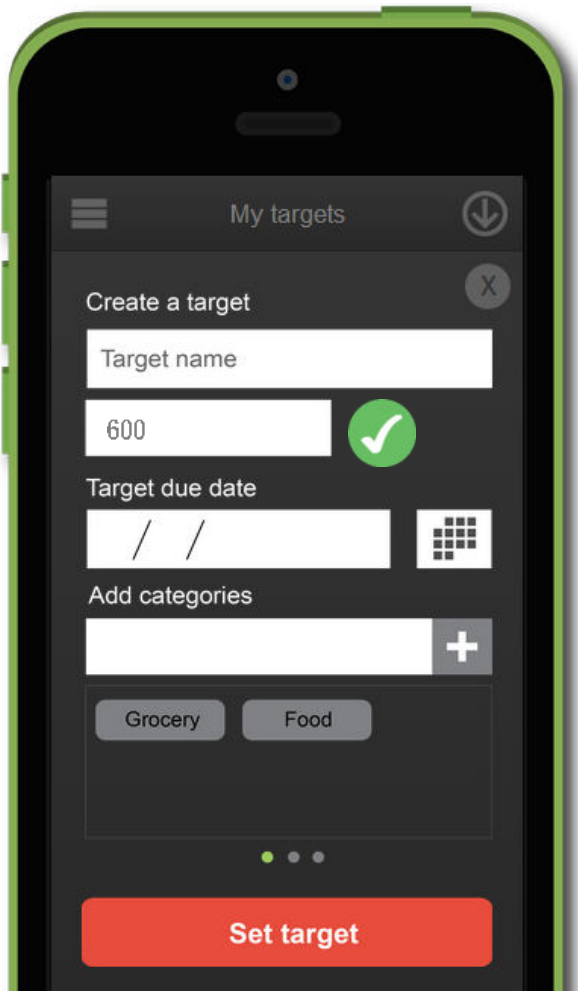 My targets
X
Create a target
Target name
600
Target due date
/ /
Add categories
+
Grocery Food
Set target